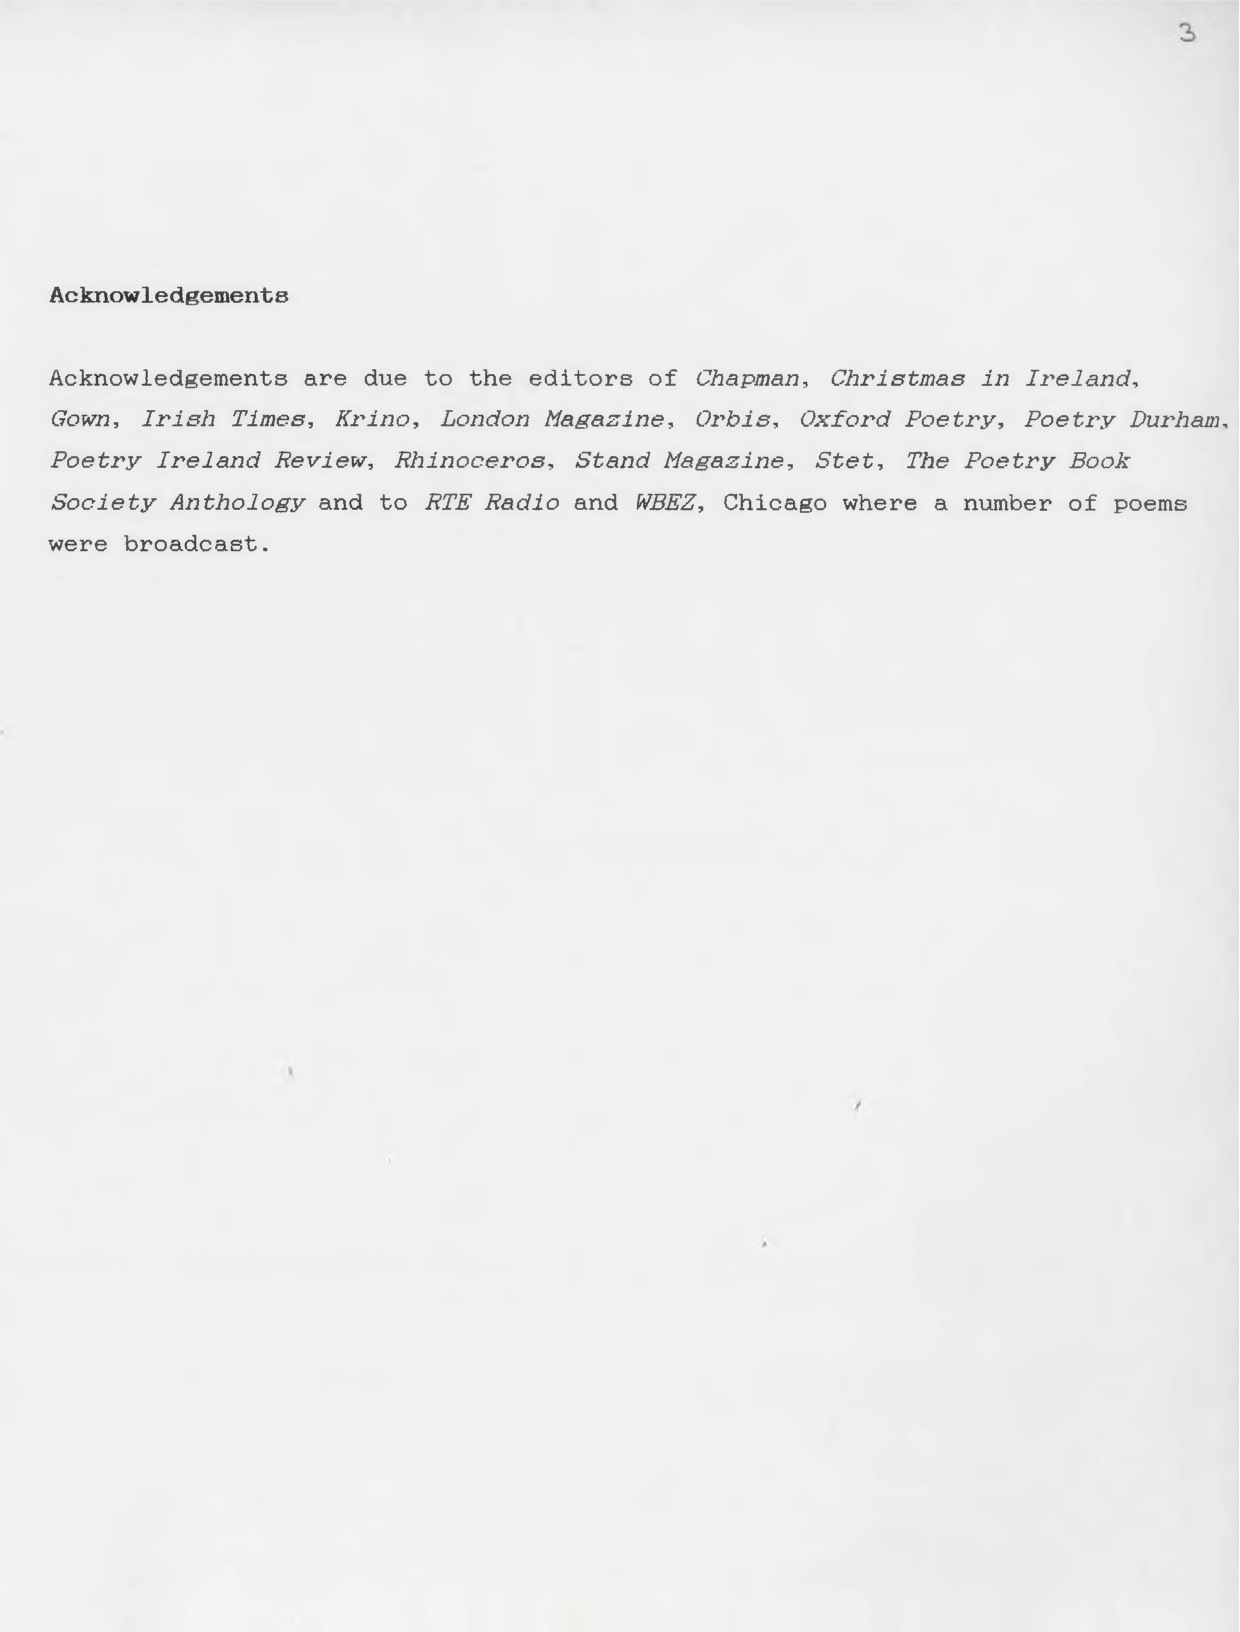 3
Acknowledgements
Acknowledgements are due to the editors of Chapman, Christmas in Ireland,
Gown, Irish Times, Krino, London Magazine, Orbis, Oxford Poetry, Poetry Durham,
Poetry Ireland Review, Rhinoceros, Stand Magazine, Stet, The Poetry Book
Society Anthology and to RTE Radio and WBEZ, Chicago where a number of poems
were broadcast.